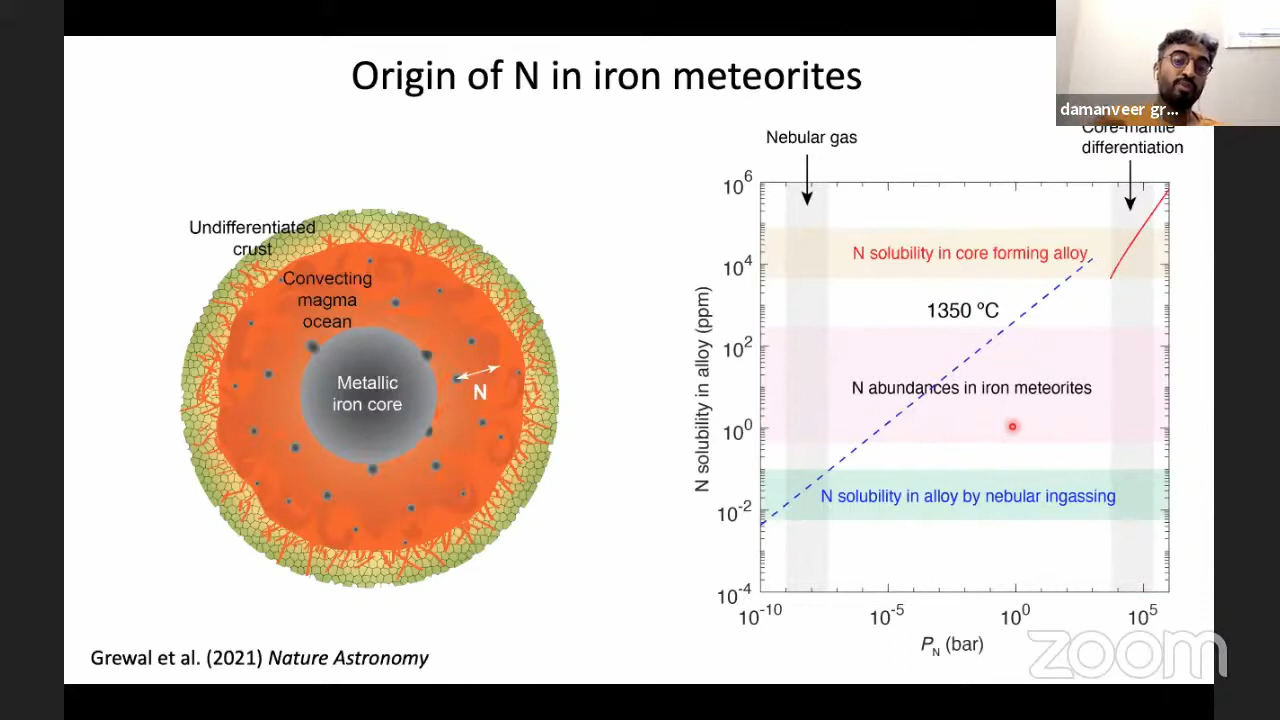 Origin of N in iron meteorites
damanveer gr...
Nebular gas
Core-mantle
differentiation
Undifferentiated
crust
Convecting
magma
ocean
Metallic
iron core
N
N solubility in alloy (ppm)
10^6
10^4
10^2
10^0
10^-2
10^-4
N solubility in core forming alloy
1350 ºC
N abundances in iron meteorites
N solubility in alloy by nebular ingassing
10^-10
10^-5
10^0
10^5
P_N (bar)
Grewal et al. (2021) Nature Astronomy
zoom